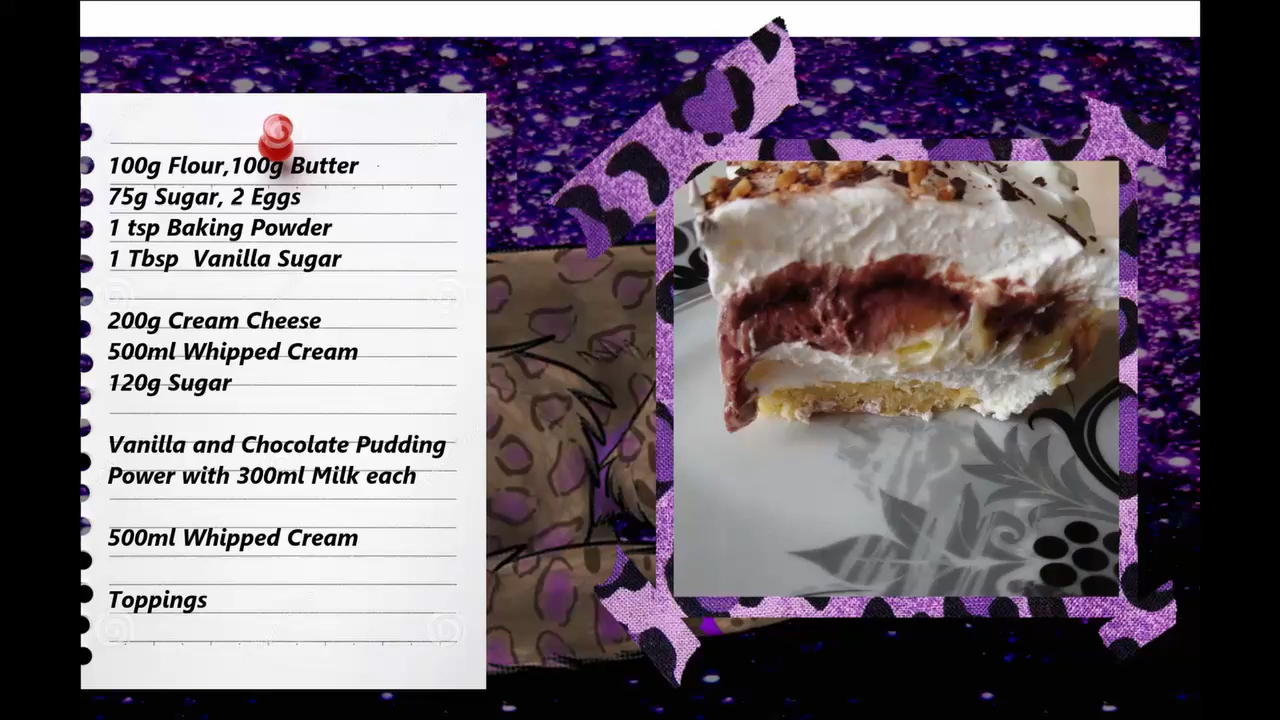 100g Flour,100g Butter
75g Sugar, 2 Eggs
1 tsp Baking Powder
1 Tbsp Vanilla Sugar
200g Cream Cheese
500ml Whipped Cream
120g Sugar
Vanilla and Chocolate Pudding
Power with 300ml Milk each
500ml Whipped Cream
Toppings